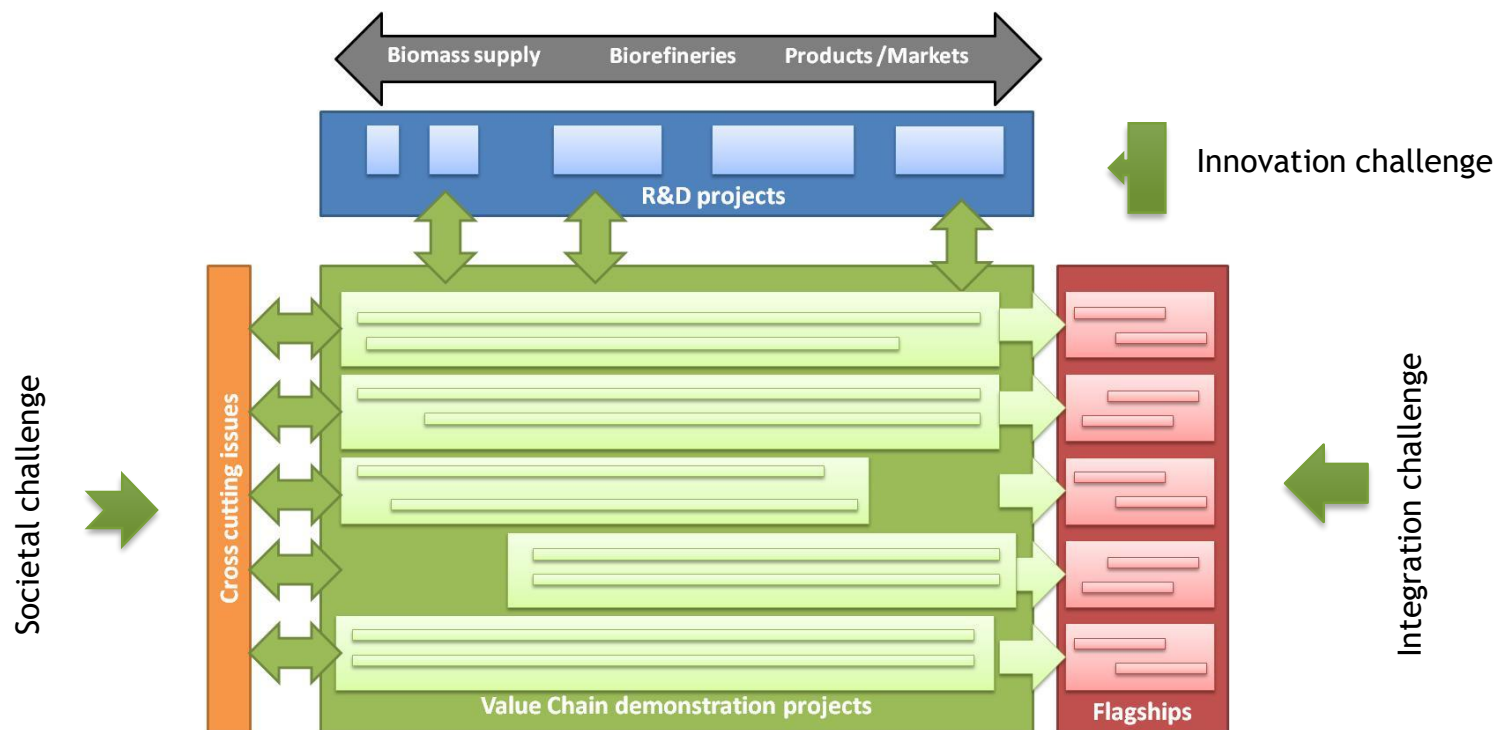 Biomass supply
Biorefineries
Products /Markets
R&D projects
Innovation challenge
Societal challenge
Cross cutting issues
Integration challenge
Value Chain demonstration projects
Flagships